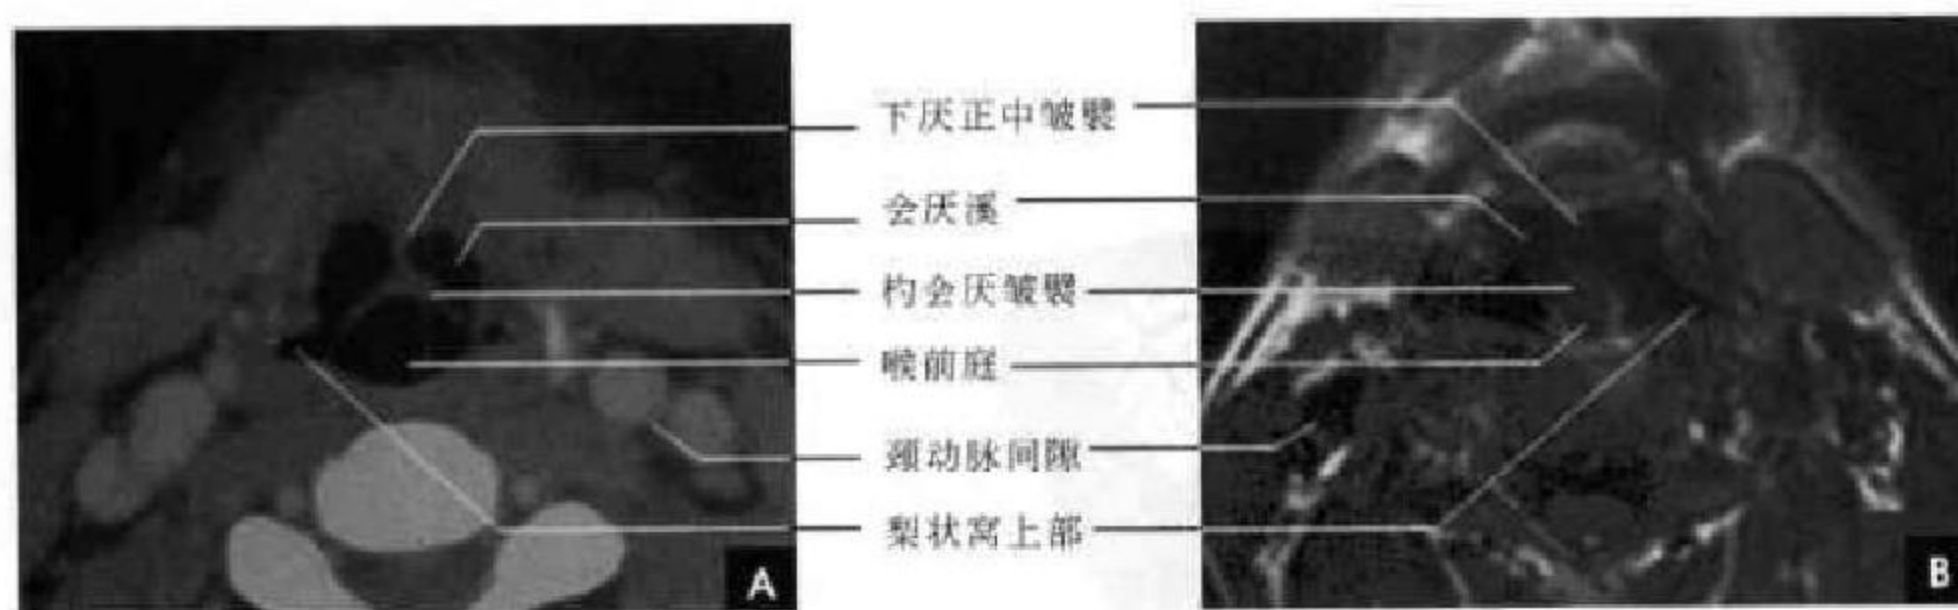 下厌正中皱襞
会厌溪
杓会厌皱襞
喉前庭
颈动脉间隙
梨状窝上部
A
B